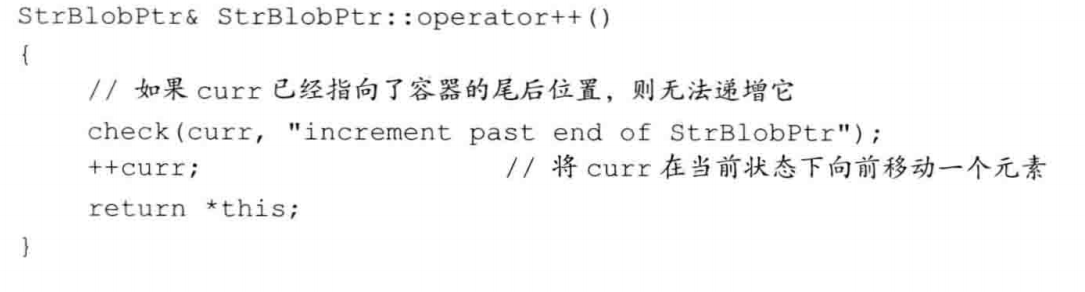 StrBlobPtr& StrBlobPtr::operator++()
{
// 如果 curr 已经指向了容器的尾后位置，则无法递增它
check(curr, "increment past end of StrBlobPtr");
++curr; // 将 curr 在当前状态下向前移动一个元素
return *this;
}